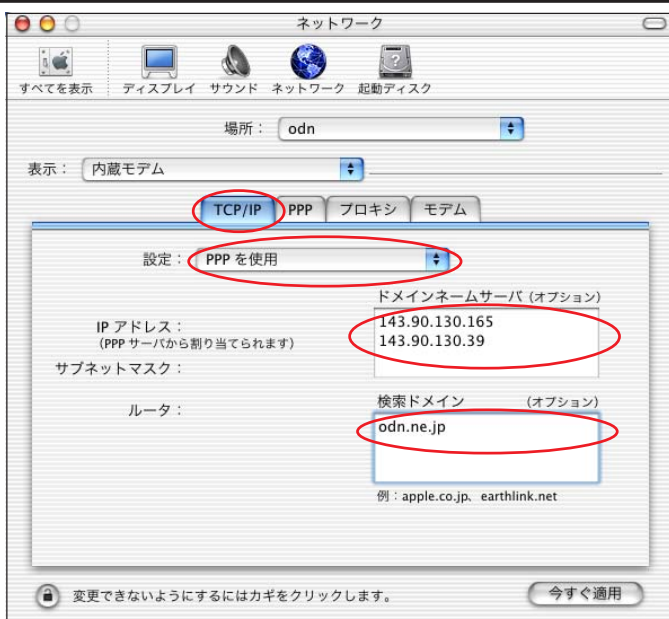 ネットワーク
すべてを表示 ディスプレイ サウンド ネットワーク 起動ディスク
場所： odn
表示： 内蔵モデム
TCP/IP PPP プロキシ モデム
設定： PPP を使用
ドメインネームサーバ (オプション)
143.90.130.165
143.90.130.39
IP アドレス：
(PPP サーバから割り当てられます)
サブネットマスク：
ルータ：
検索ドメイン (オプション)
odn.ne.jp
例：apple.co.jp、earthlink.net
変更できないようにするにはカギをクリックします。
今すぐ適用